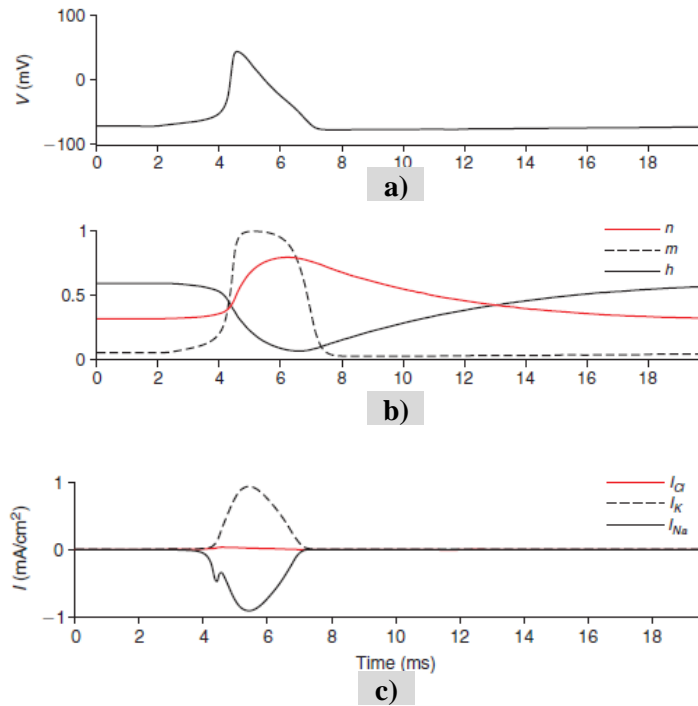 V (mV)
100
0
−100
0 2 4 6 8 10 12 14 16 18
a)
1
0.5
0
n
m
h
0 2 4 6 8 10 12 14 16 18
b)
I (mA/cm²)
1
0
−1
I_Cl
I_K
I_Na
0 2 4 6 8 10 12 14 16 18
Time (ms)
c)